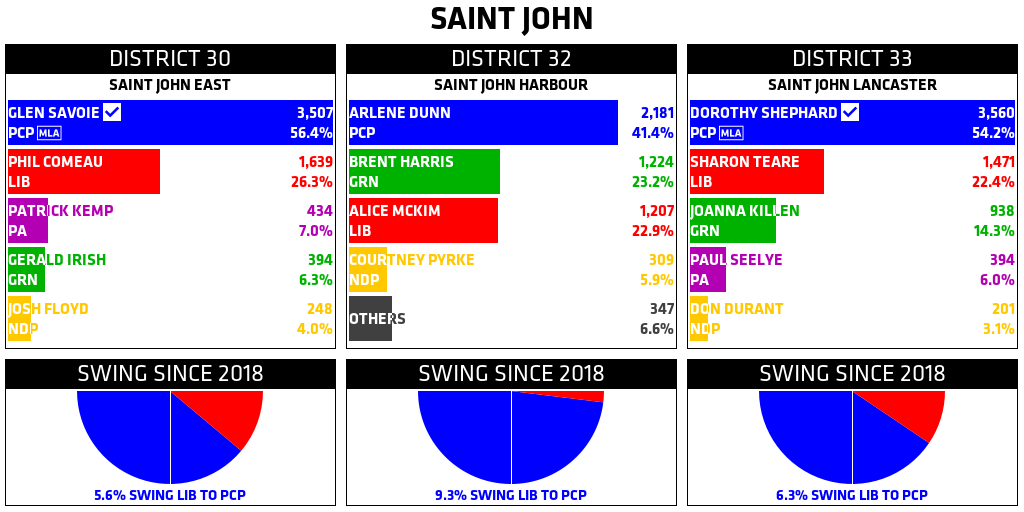 SAINT JOHN
DISTRICT 30
SAINT JOHN EAST
GLEN SAVOIE 3,507
PCP MLA 56.4%
PHIL COMEAU 1,639
LIB 26.3%
PATRICK KEMP 434
PA 7.0%
GERALD IRISH 394
GRN 6.3%
JOSH FLOYD 248
NDP 4.0%
SWING SINCE 2018
5.6% SWING LIB TO PCP
DISTRICT 32
SAINT JOHN HARBOUR
ARLENE DUNN 2,181
PCP 41.4%
BRENT HARRIS 1,224
GRN 23.2%
ALICE MCKIM 1,207
LIB 22.9%
COURTNEY PYRKE 309
NDP 5.9%
OTHERS 347
6.6%
SWING SINCE 2018
9.3% SWING LIB TO PCP
DISTRICT 33
SAINT JOHN LANCASTER
DOROTHY SHEPHARD 3,560
PCP MLA 54.2%
SHARON TEARE 1,471
LIB 22.4%
JOANNA KILLEN 938
GRN 14.3%
PAUL SEELYE 394
PA 6.0%
DON DURANT 201
NDP 3.1%
SWING SINCE 2018
6.3% SWING LIB TO PCP